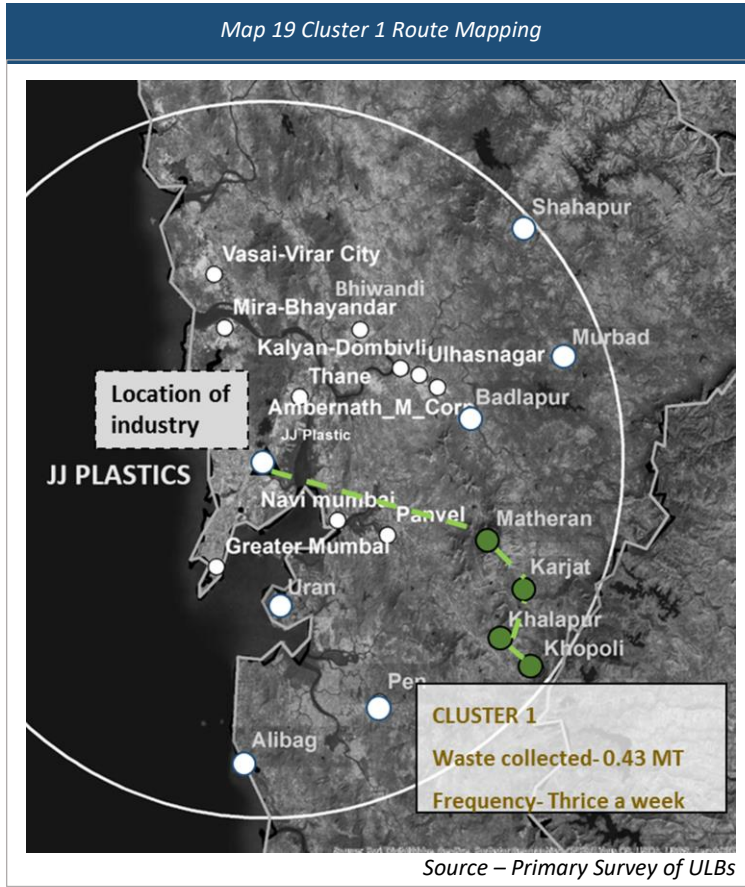 Map 19 Cluster 1 Route Mapping
Shahapur
Vasai-Virar City
Bhiwandi
Mira-Bhayandar
Murbad
Kalyan-Dombivli
Ulhasnagar
Thane
Location of
industry
Badlapur
Ambernath_M_Corp
JJ Plastic
JJ PLASTICS
Navi mumbai
Panvel
Matheran
Greater Mumbai
Karjat
Uran
Khalapur
Khopoli
Pen
CLUSTER 1
Alibag
Waste collected- 0.43 MT
Frequency- Thrice a week
Source – Primary Survey of ULBs